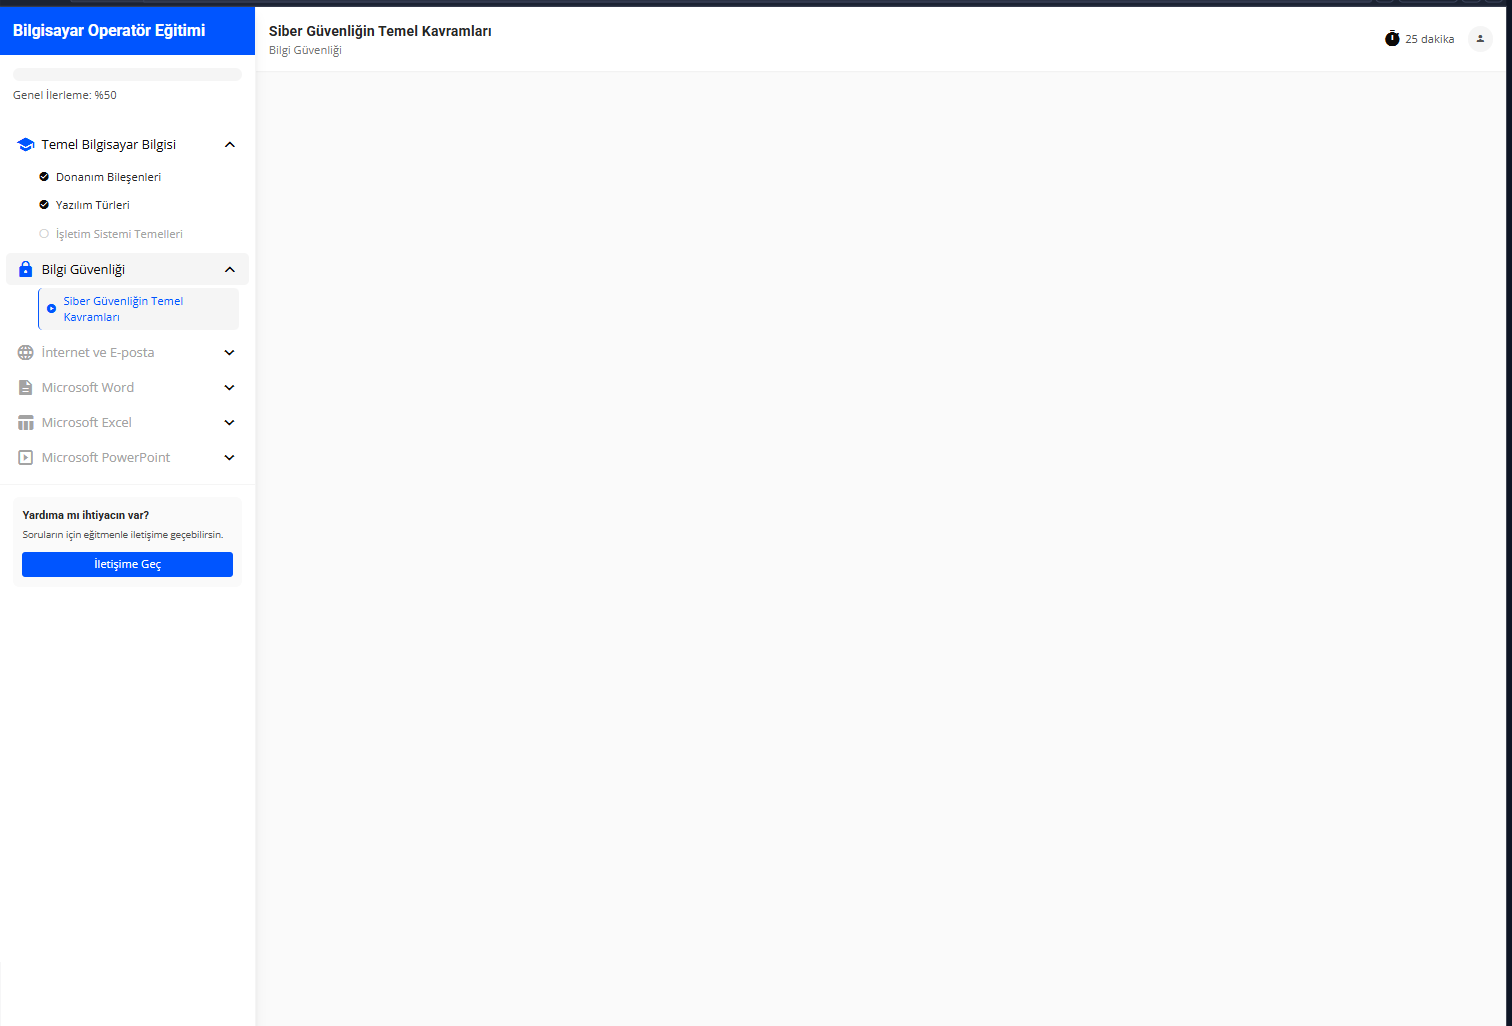 Bilgisayar Operatör Eğitimi
Genel İlerleme: %50
Temel Bilgisayar Bilgisi
Donanım Bileşenleri
Yazılım Türleri
İşletim Sistemi Temelleri
Bilgi Güvenliği
Siber Güvenliğin Temel
Kavramları
İnternet ve E-posta
Microsoft Word
Microsoft Excel
Microsoft PowerPoint
Yardıma mı ihtiyacın var?
Soruların için eğitmenle iletişime geçebilirsin.
İletişime Geç
Siber Güvenliğin Temel Kavramları
Bilgi Güvenliği
25 dakika